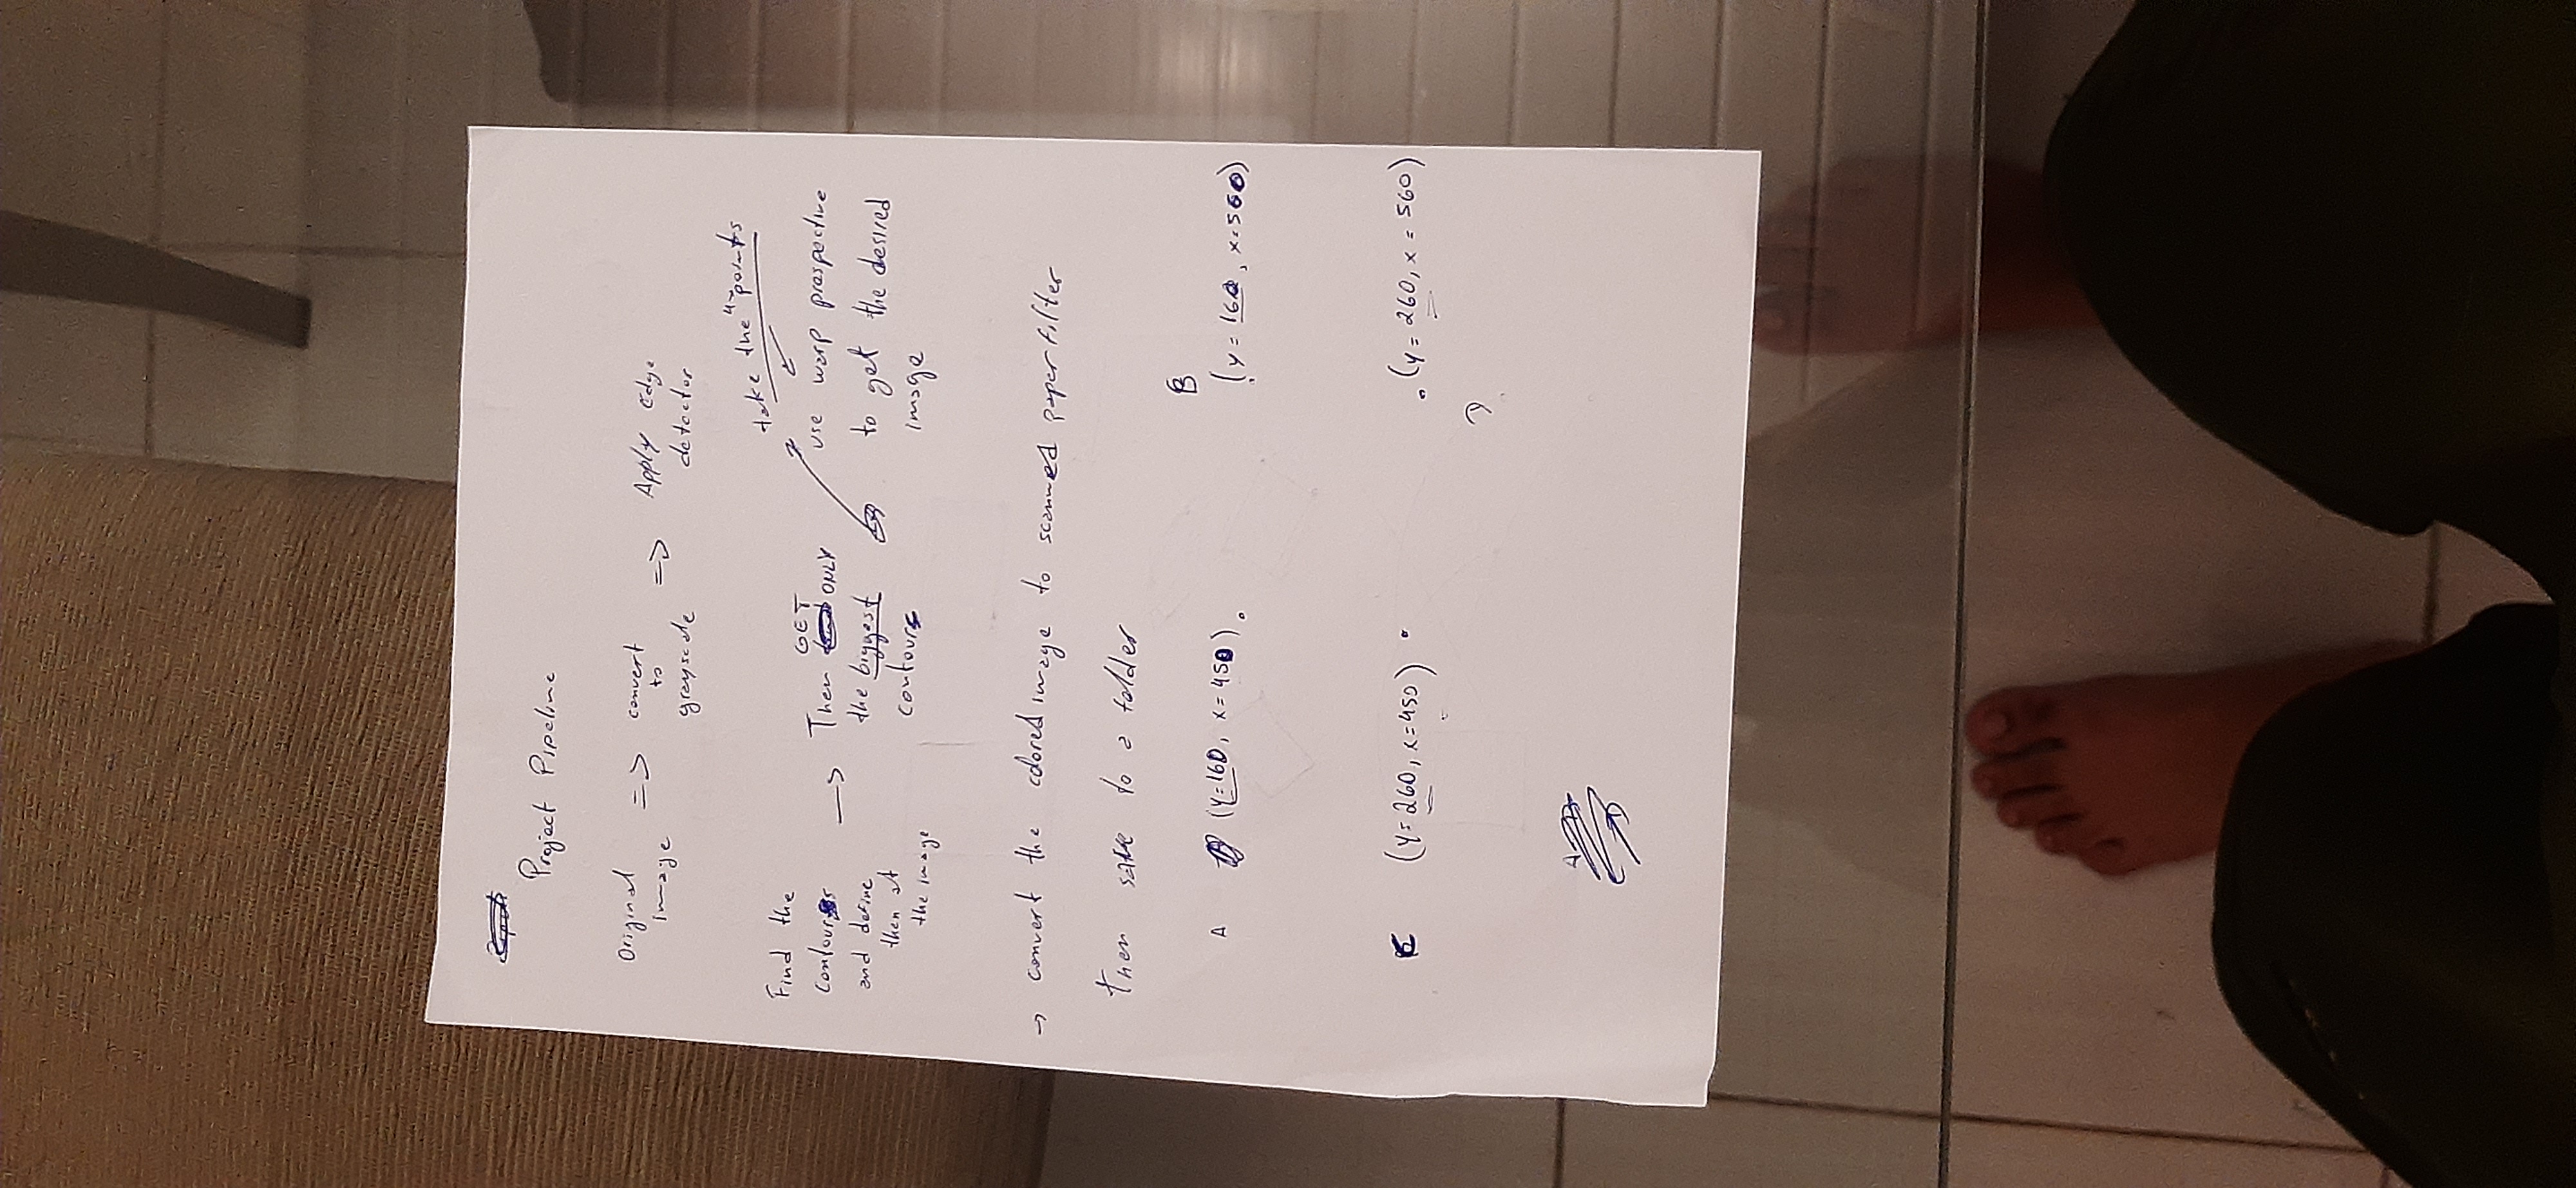 Project Pipeline
Original
image
=> convert
to
grayscale
=> Apply Edge
detector
Find the
contours
and define
then at
the image
-> Then GET ONLY
the biggest
contours
take the 4 points
use warp prespective
to get the desired
image
-> convert the colored image to scanned paper filter
then save to a folder
A (y=160, x=450).
B
(y=160, x=560)
C (y=260, x=450) .
. (y=260, x=560)
D